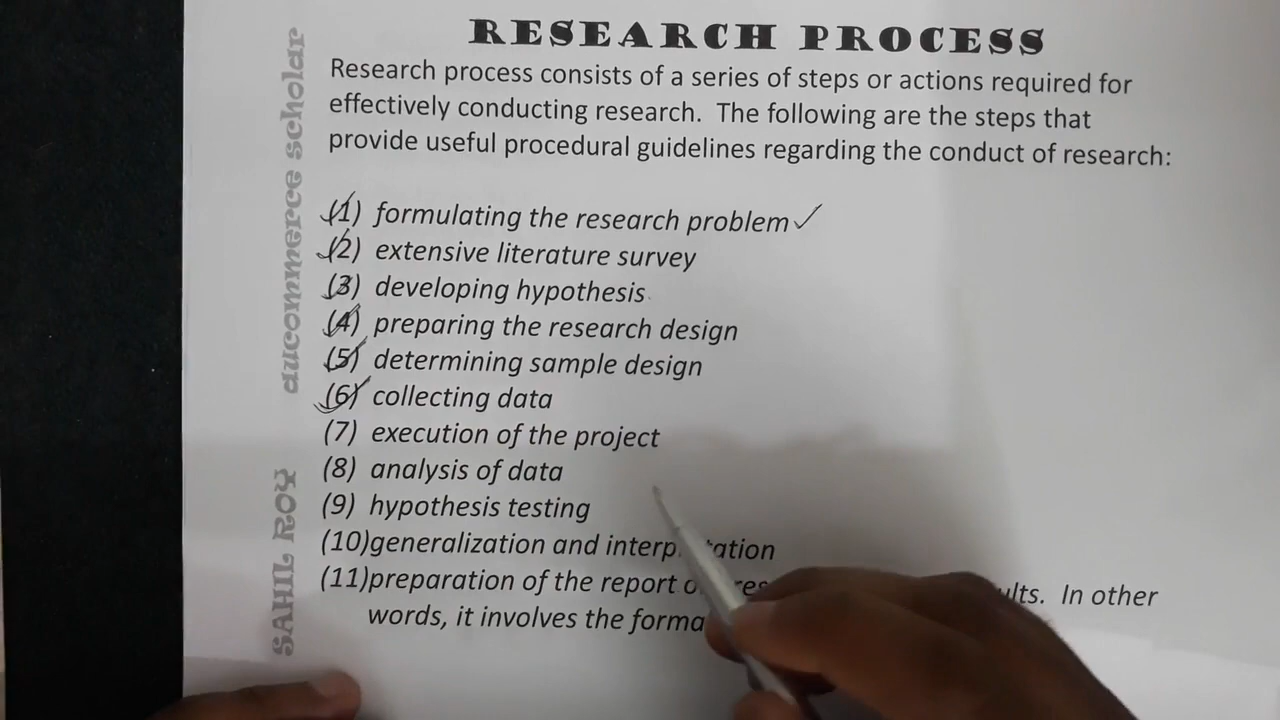 RESEARCH PROCESS
Research process consists of a series of steps or actions required for
effectively conducting research. The following are the steps that
provide useful procedural guidelines regarding the conduct of research:
(1) formulating the research problem
(2) extensive literature survey
(3) developing hypothesis
(4) preparing the research design
(5) determining sample design
(6) collecting data
(7) execution of the project
(8) analysis of data
(9) hypothesis testing
(10)generalization and
(11)preparation of the report In other
words, it involves the
SAHIL ROY aucommerce scholar